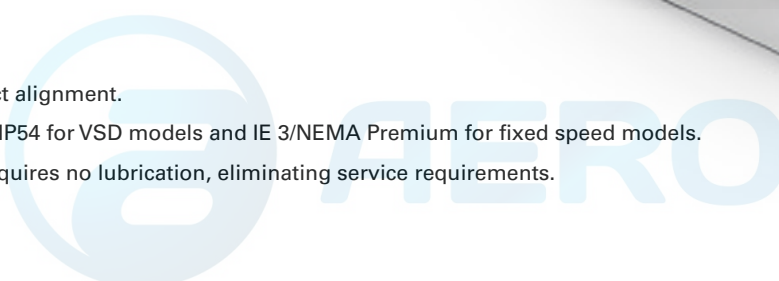 ct alignment.
IP54 for VSD models and IE 3/NEMA Premium for fixed speed models.
quires no lubrication, eliminating service requirements.
AERO